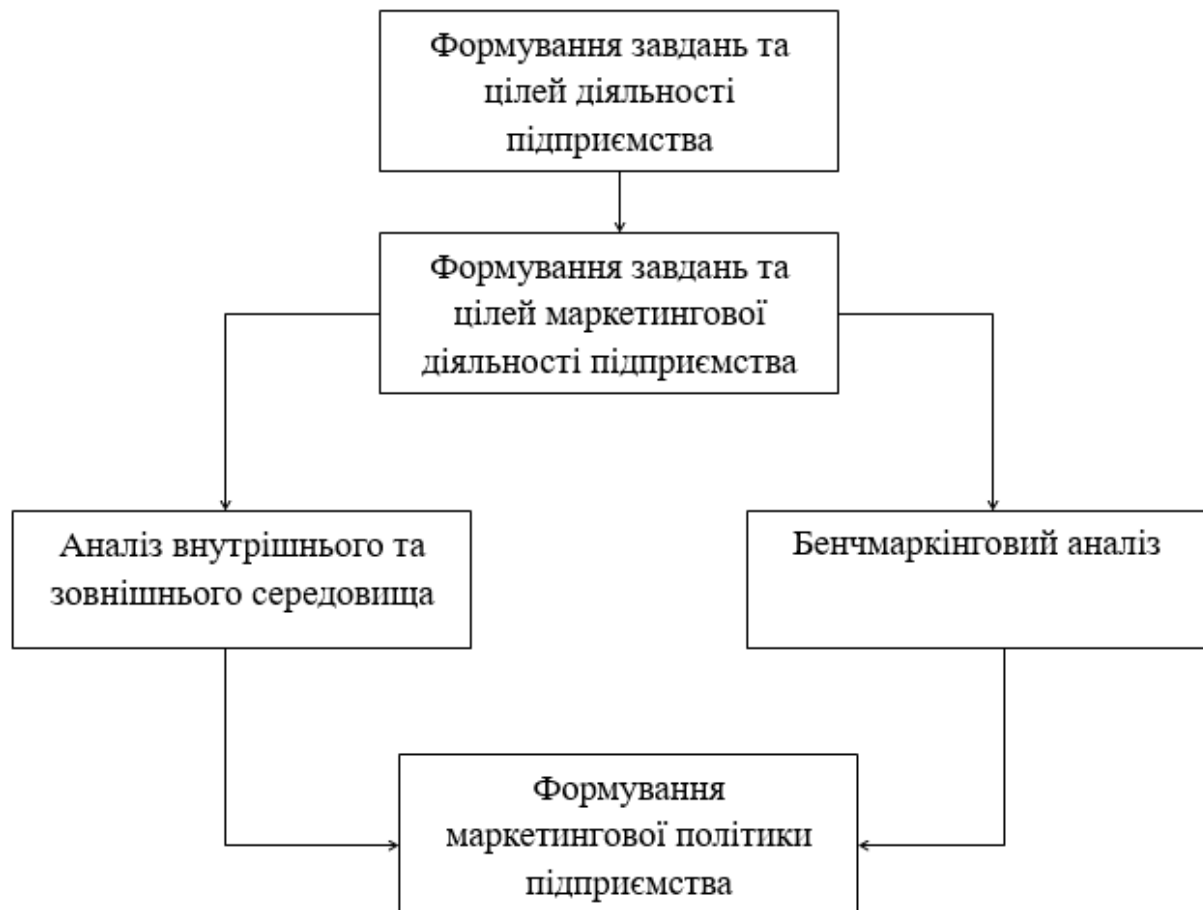 Формування завдань та
цілей діяльності
підприємства
Формування завдань та
цілей маркетингової
діяльності підприємства
Аналіз внутрішнього та
зовнішнього середовища
Бенчмаркінговий аналіз
Формування
маркетингової політики
підприємства